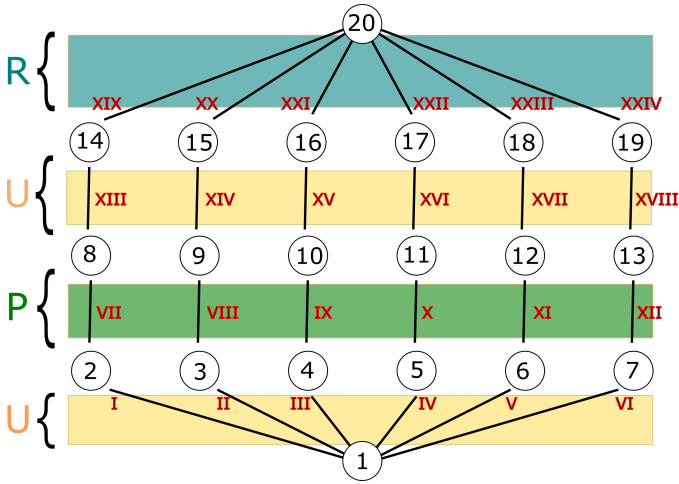 20
R
XIX XX XXI XXII XXIII XXIV
14 15 16 17 18 19
U
XIII XIV XV XVI XVII XVIII
8 9 10 11 12 13
P
VII VIII IX X XI XII
2 3 4 5 6 7
U
I II III IV V VI
1